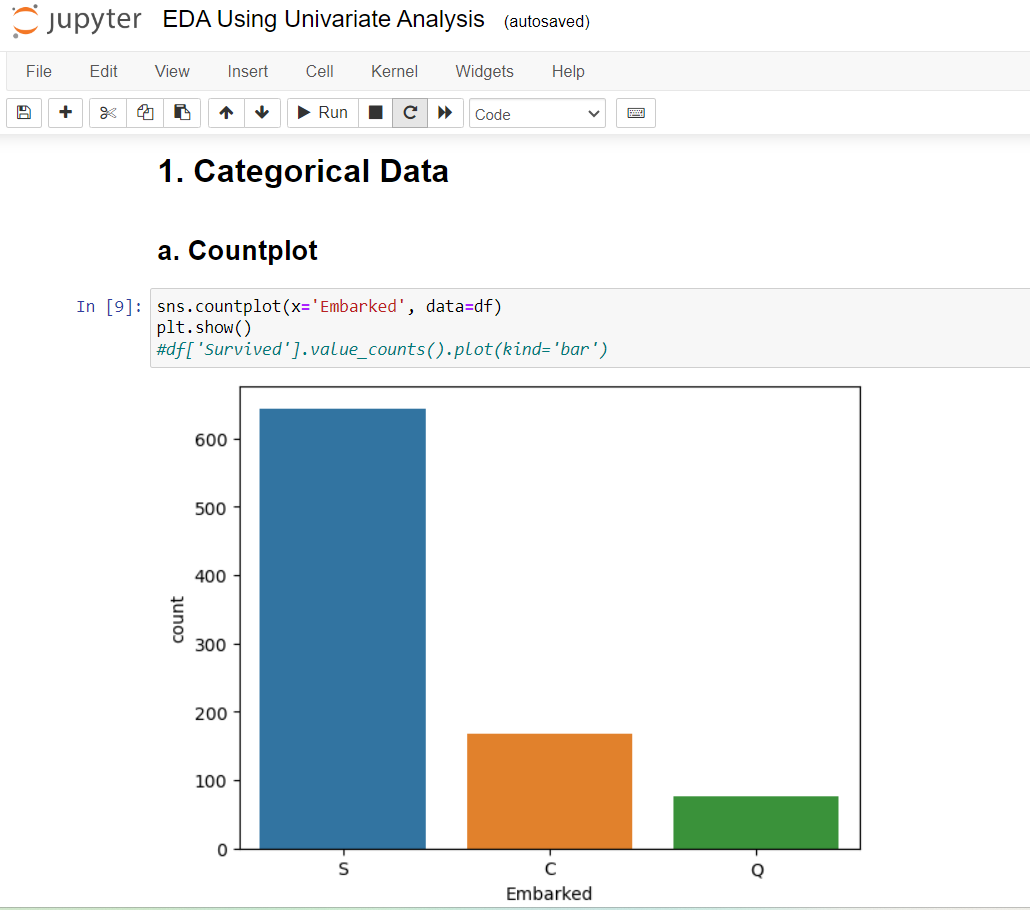 jupyter EDA Using Univariate Analysis (autosaved)
File Edit View Insert Cell Kernel Widgets Help
Run Code
1. Categorical Data
a. Countplot
In [9]: sns.countplot(x='Embarked', data=df)
plt.show()
#df['Survived'].value_counts().plot(kind='bar')
600
500
400
300
200
100
0
count
S C Q
Embarked